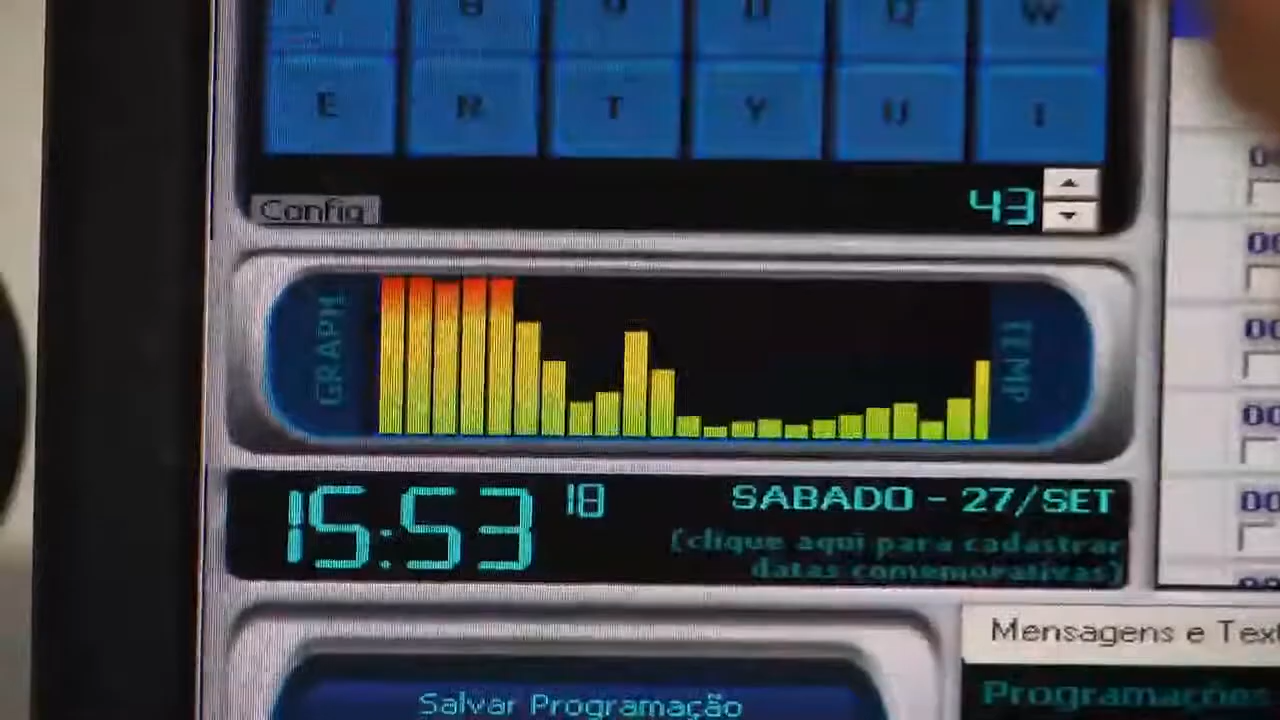 Q W
E R T Y U I
43
Config
GRAPH
TEMP
15:53 18
SABADO - 27/SET
(clique aqui para cadastrar
datas comemorativas)
Mensagens e Text
Salvar Programação
Programações